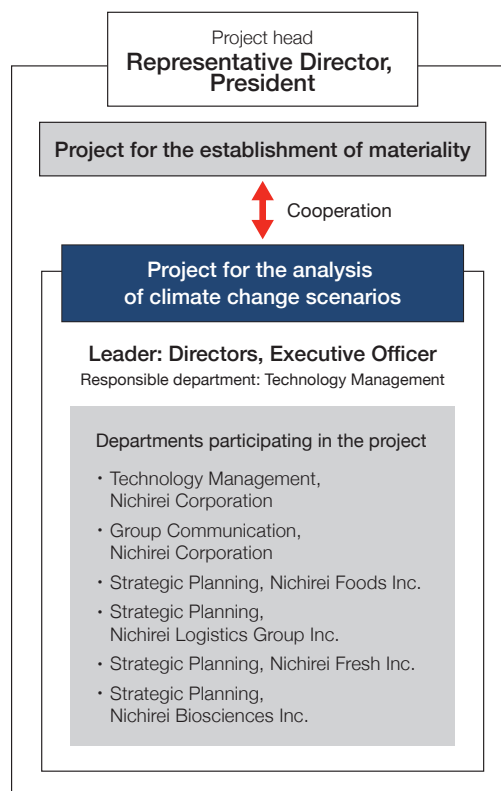 Project head
Representative Director,
President
Project for the establishment of materiality
Cooperation
Project for the analysis
of climate change scenarios
Leader: Directors, Executive Officer
Responsible department: Technology Management
Departments participating in the project
・Technology Management,
Nichirei Corporation
・Group Communication,
Nichirei Corporation
・Strategic Planning, Nichirei Foods Inc.
・Strategic Planning,
Nichirei Logistics Group Inc.
・Strategic Planning, Nichirei Fresh Inc.
・Strategic Planning,
Nichirei Biosciences Inc.